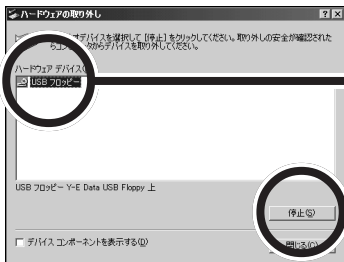 ハードウェアの取り外し
デバイスを選択して [停止] をクリックしてください。取り外しの安全が確認された
らコンピュータからデバイスを取り外してください。
ハードウェア デバイス
USB フロッピー
USB フロッピー Y-E Data USB Floppy 上
停止(S)
デバイス コンポーネントを表示する(D)
閉じる(C)